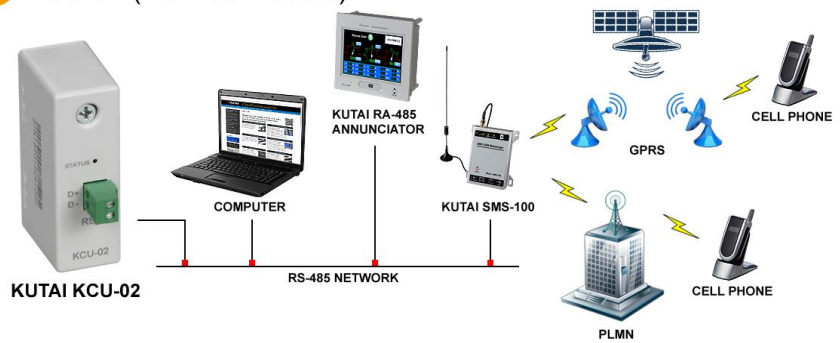 STATUS
D+
D-
RS
KCU-02
KUTAI KCU-02
COMPUTER
KUTAI RA-485
ANNUNCIATOR
KUTAI SMS-100
GPRS
CELL PHONE
RS-485 NETWORK
PLMN
CELL PHONE